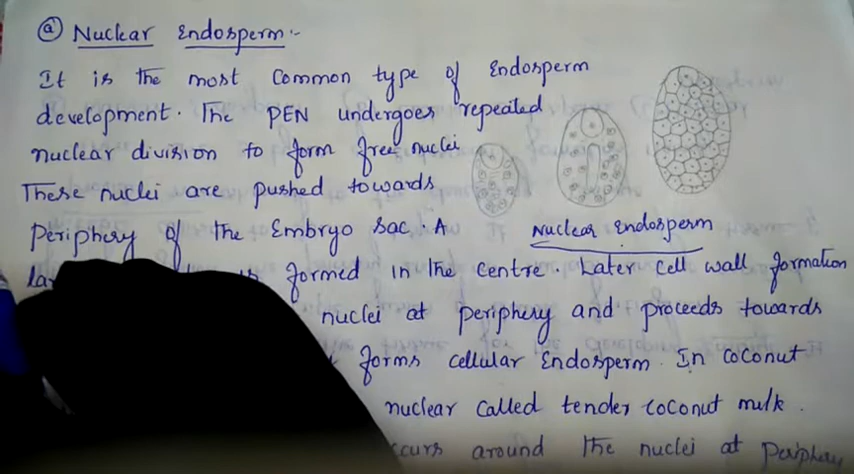 ⓐ Nuclear Endosperm :-
It is the most common type of Endosperm
development. The PEN undergoes repeated
nuclear division to form free nuclei
These nuclei are pushed towards
Periphery of the Embryo sac. A
Nuclear Endosperm
formed in the centre. Later cell wall formation
nuclei at periphery and proceeds towards
forms cellular Endosperm. In coconut
nuclear called tender coconut milk.
around the nuclei at periphery